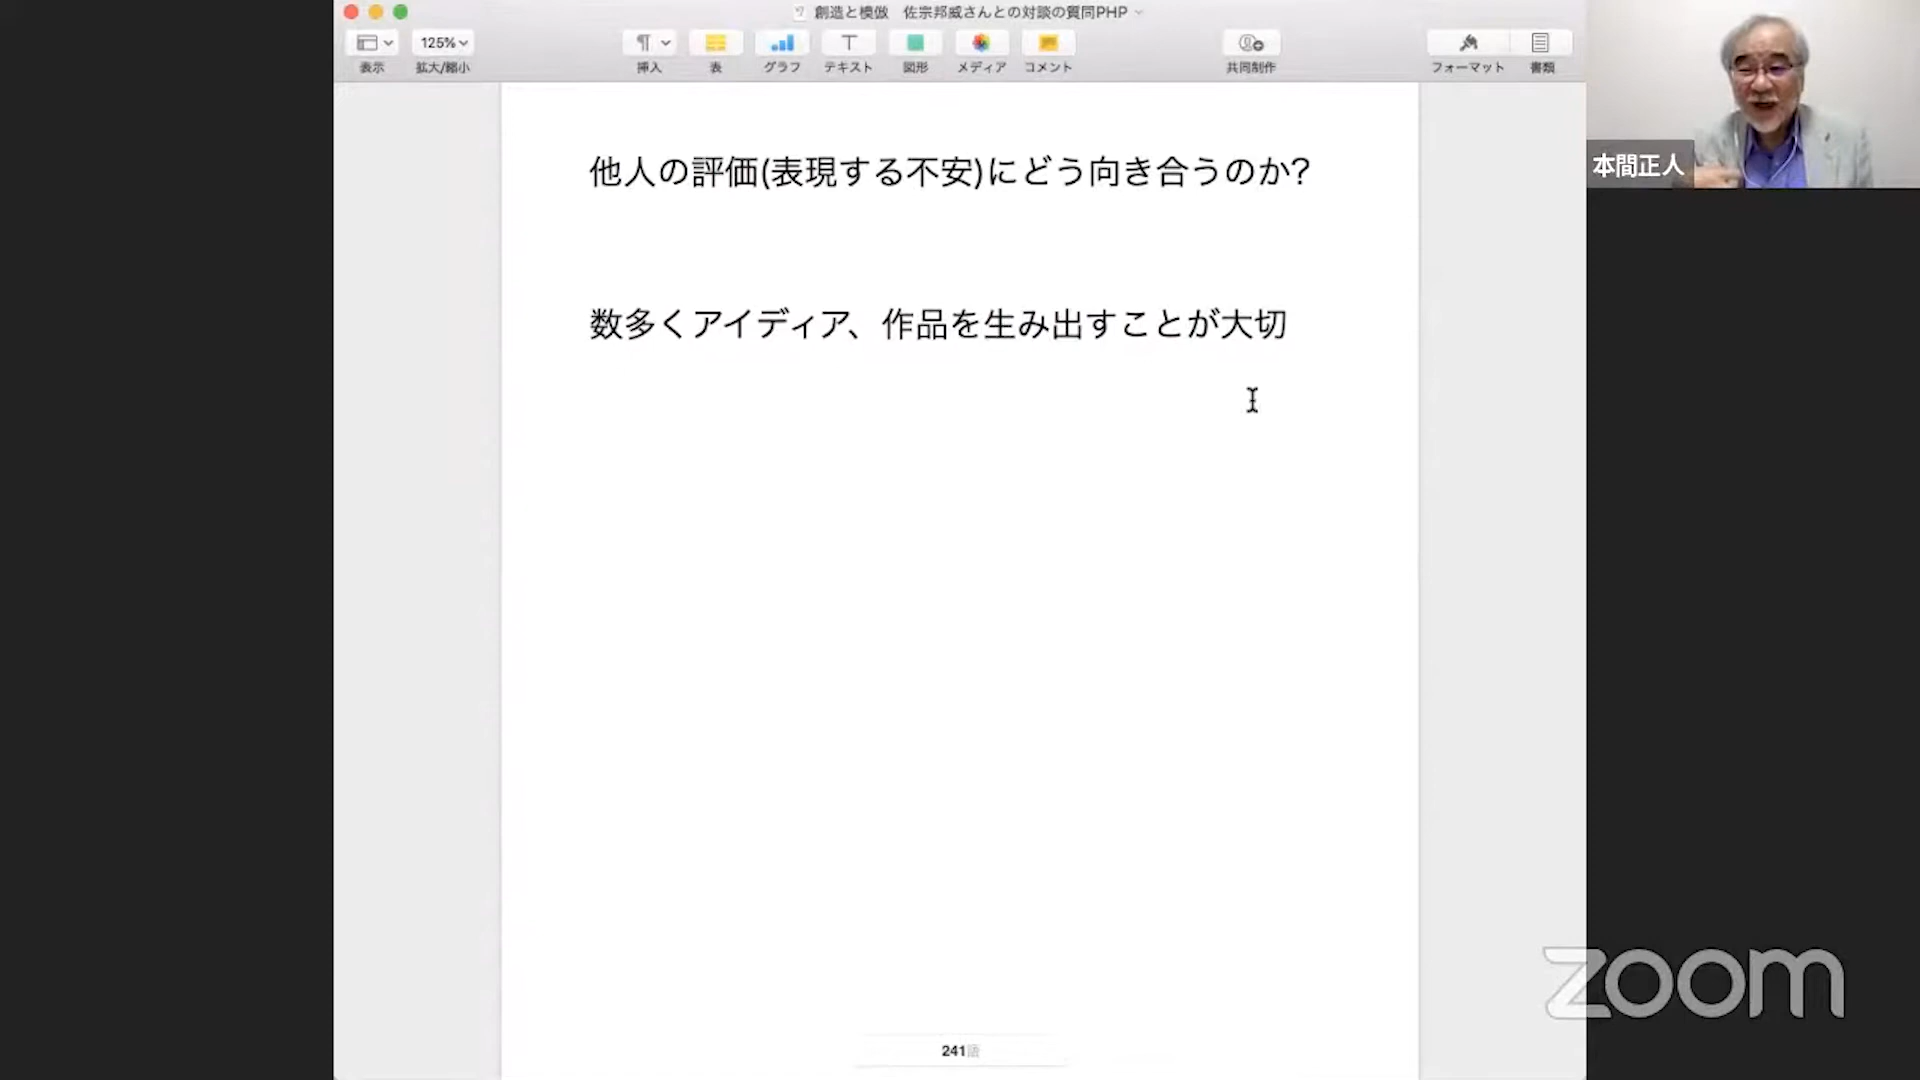 創造と模倣 佐宗邦威さんとの対談の質問PHP
125%
表示
拡大/縮小
挿入
表
グラフ
テキスト
図形
メディア
コメント
共同制作
フォーマット
書類
本間正人
他人の評価(表現する不安)にどう向き合うのか?
数多くアイディア、作品を生み出すことが大切
241語
zoom